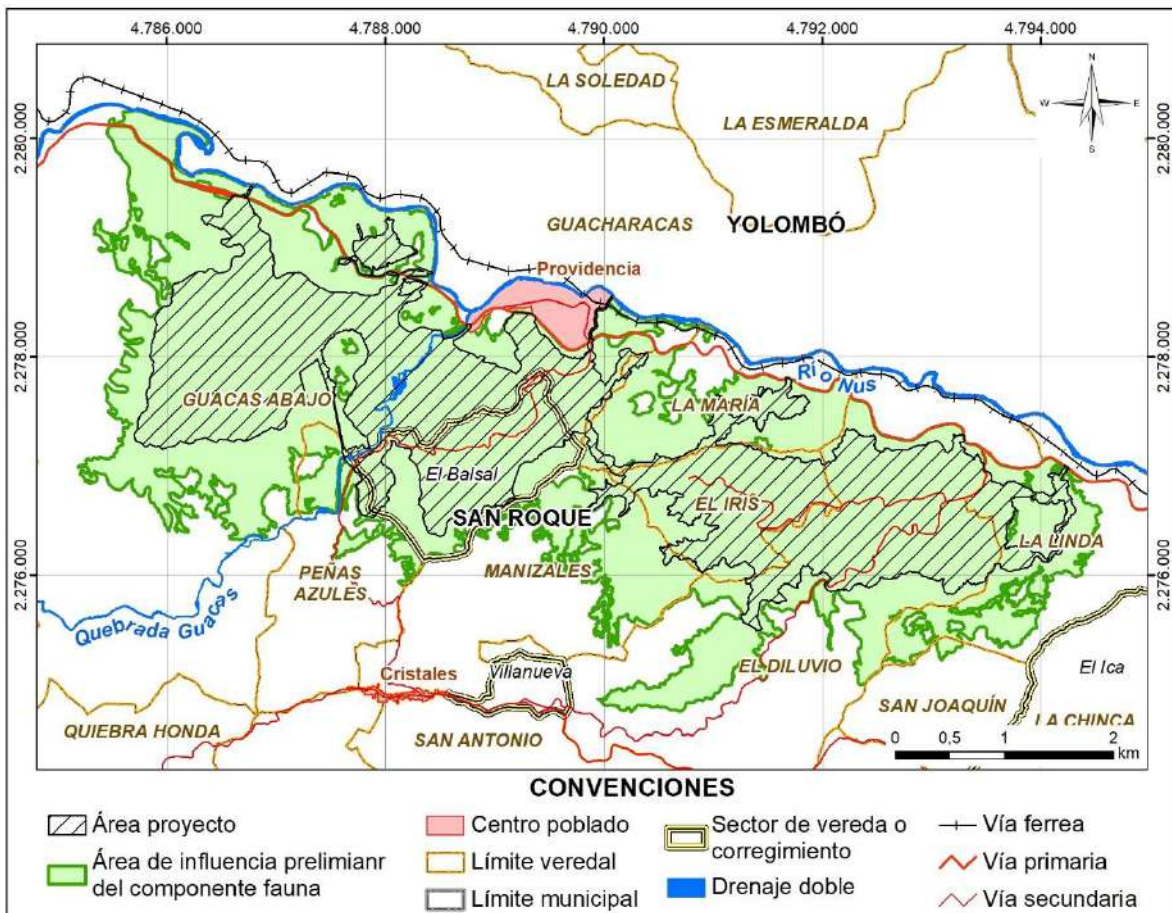 4.786.000 4.788.000 4.790.000 4.792.000 4.794.000
N
W E
S
2.280.000 2.280.000
2.278.000 2.278.000
2.276.000 2.276.000
LA SOLEDAD
LA ESMERALDA
GUACHARACAS
YOLOMBÓ
Providencia
Río Nus
GUACAS ABAJO
LA MARÍA
El Balsal
EL IRIS
SAN ROQUE
LA LINDA
PEÑAS
AZULES
MANIZALES
Quebrada Guacas
Cristales
Villanueva
EL DILUVIO
El Ica
QUIEBRA HONDA
SAN ANTONIO
SAN JOAQUÍN
LA CHINCA
0 0,5 1 2
km
CONVENCIONES
Área proyecto
Área de influencia prelimianr
del componente fauna
Centro poblado
Límite veredal
Límite municipal
Sector de vereda o
corregimiento
Drenaje doble
Vía ferrea
Vía primaria
Vía secundaria